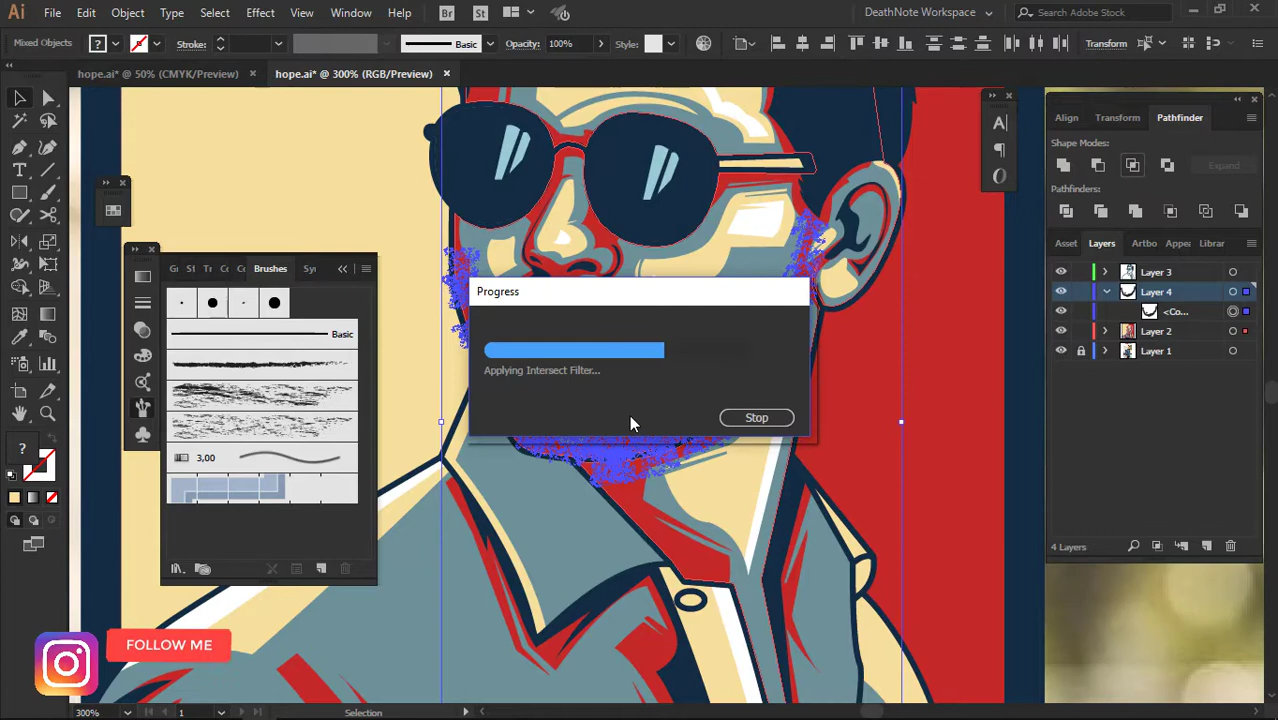 Ai File Edit Object Type Select Effect View Window Help Br St DeathNote Workspace Search Adobe Stock
Mixed Objects ? Stroke: Basic Opacity: 100% Style: Transform
hope.ai* @ 50% (CMYK/Preview) hope.ai* @ 300% (RGB/Preview)
Align Transform Pathfinder
Shape Modes:
Expand
Pathfinders:
Asset Layers Artbo Appea Librar
Layer 3
Layer 4
<Co...
Layer 2
Layer 1
4 Layers
Brushes
Basic
3,00
Progress
Applying Intersect Filter...
Stop
FOLLOW ME
300% 1 Selection